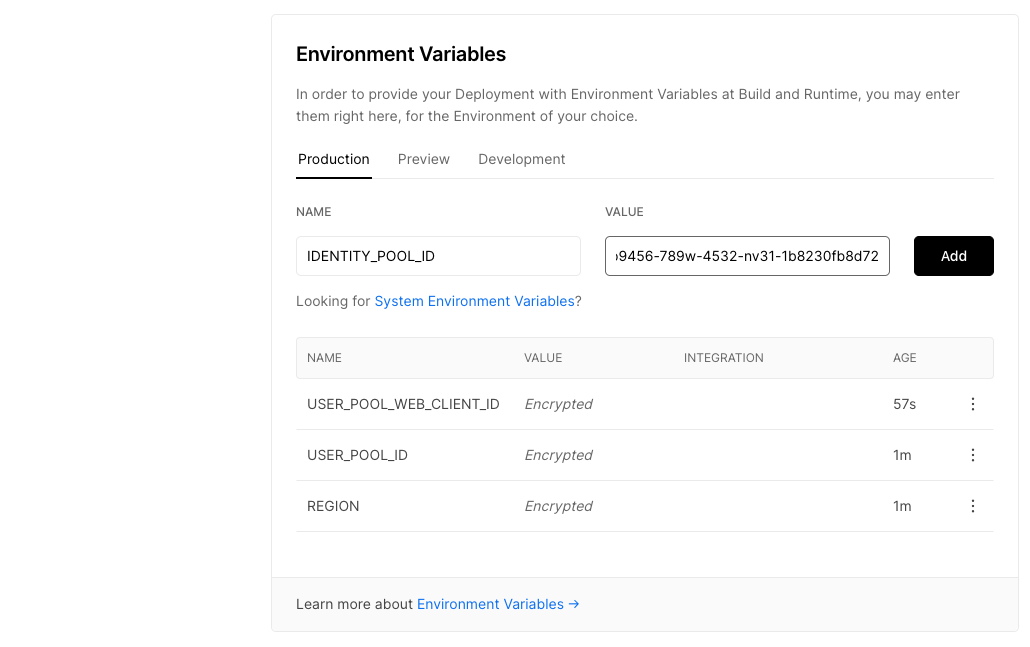 Environment Variables
In order to provide your Deployment with Environment Variables at Build and Runtime, you may enter
them right here, for the Environment of your choice.
Production Preview Development
NAME VALUE
IDENTITY_POOL_ID 9456-789w-4532-nv31-1b8230fb8d72 Add
Looking for System Environment Variables?
NAME VALUE INTEGRATION AGE
USER_POOL_WEB_CLIENT_ID Encrypted 57s
USER_POOL_ID Encrypted 1m
REGION Encrypted 1m
Learn more about Environment Variables →